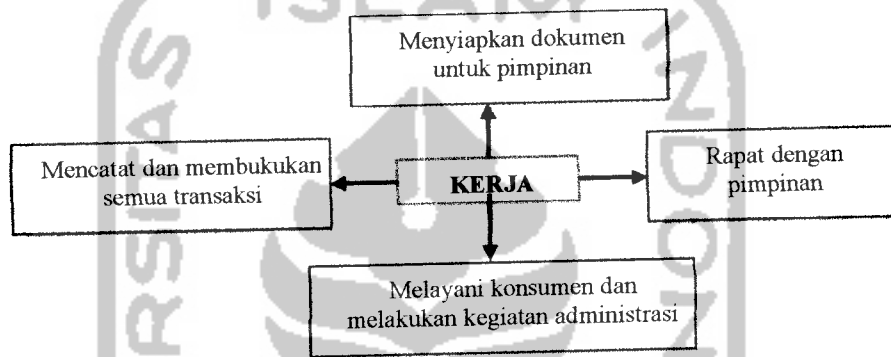 ISLAM
Menyiapkan dokumen
untuk pimpinan
Mencatat dan membukukan
semua transaksi
KERJA
Rapat dengan
pimpinan
Melayani konsumen dan
melakukan kegiatan administrasi